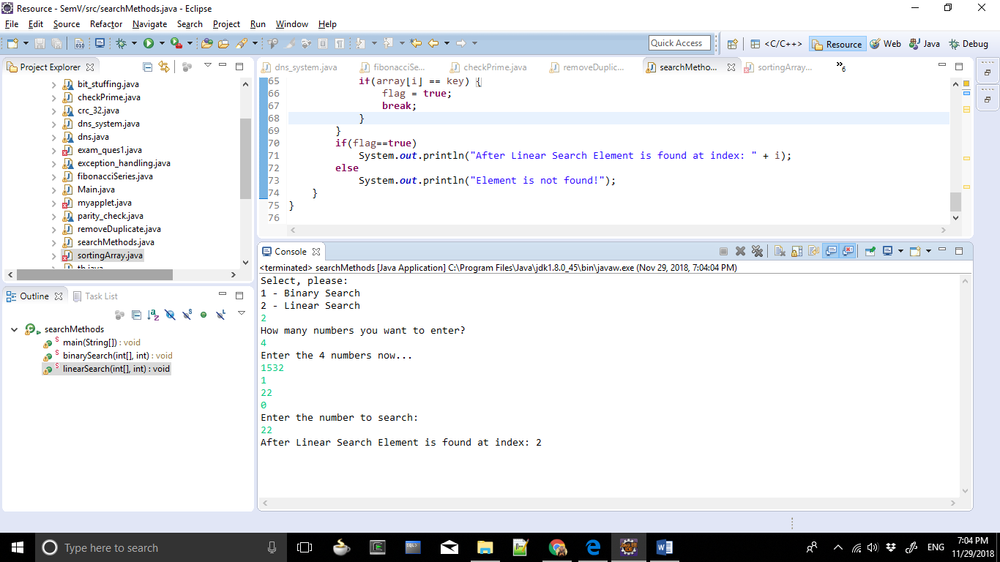 Resource - SemV/src/searchMethods.java - Eclipse
File Edit Source Refactor Navigate Search Project Run Window Help
Quick Access
<C/C++> Resource Web Java Debug
Project Explorer
bit_stuffing.java
checkPrime.java
crc_32.java
dns_system.java
dns.java
exam_ques1.java
exception_handling.java
fibonacciSeries.java
Main.java
myapplet.java
parity_check.java
removeDuplicate.java
searchMethods.java
sortingArray.java
th.java
Outline Task List
searchMethods
main(String[]) : void
binarySearch(int[], int) : void
linearSearch(int[], int) : void
dns_system.java fibonacciSe... checkPrime.java removeDuplic... searchMetho... sortingArray... »6
65 if(array[i] == key) {
66 flag = true;
67 break;
68 }
69 }
70 if(flag==true)
71 System.out.println("After Linear Search Element is found at index: " + i);
72 else
73 System.out.println("Element is not found!");
74 }
75 }
76
Console
<terminated> searchMethods [Java Application] C:\Program Files\Java\jdk1.8.0_45\bin\javaw.exe (Nov 29, 2018, 7:04:04 PM)
Select, please:
1 - Binary Search
2 - Linear Search
2
How many numbers you want to enter?
4
Enter the 4 numbers now...
1532
1
22
0
Enter the number to search:
22
After Linear Search Element is found at index: 2
Type here to search
ENG
7:04 PM
11/29/2018